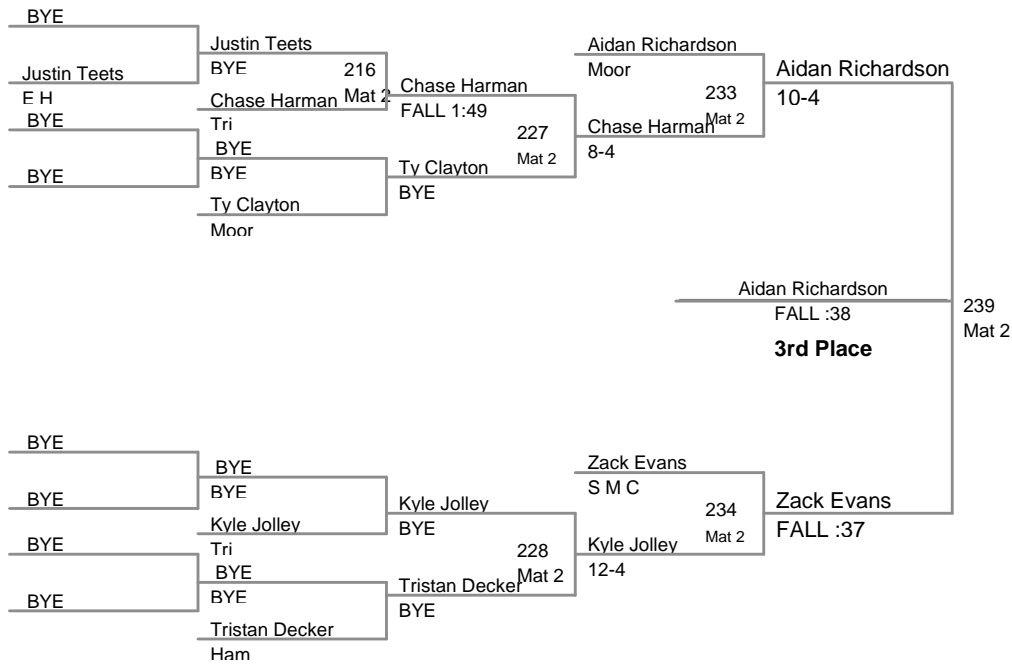 BYE
Justin Teets
Aidan Richardson
BYE
216
Moor
Aidan Richardson
Justin Teets
Mat 2
Chase Harman
233
10-4
E H
Chase Harman
FALL 1:49
Mat 2
BYE
Tri
227
Chase Harman
BYE
Mat 2
8-4
BYE
BYE
Ty Clayton
Ty Clayton
BYE
Moor
Aidan Richardson
239
FALL :38
Mat 2
3rd Place
BYE
BYE
Zack Evans
BYE
BYE
S M C
Kyle Jolley
234
Zack Evans
Kyle Jolley
BYE
Mat 2
FALL :37
BYE
Tri
228
Kyle Jolley
BYE
Mat 2
12-4
BYE
BYE
Tristan Decker
BYE
Tristan Decker
Ham